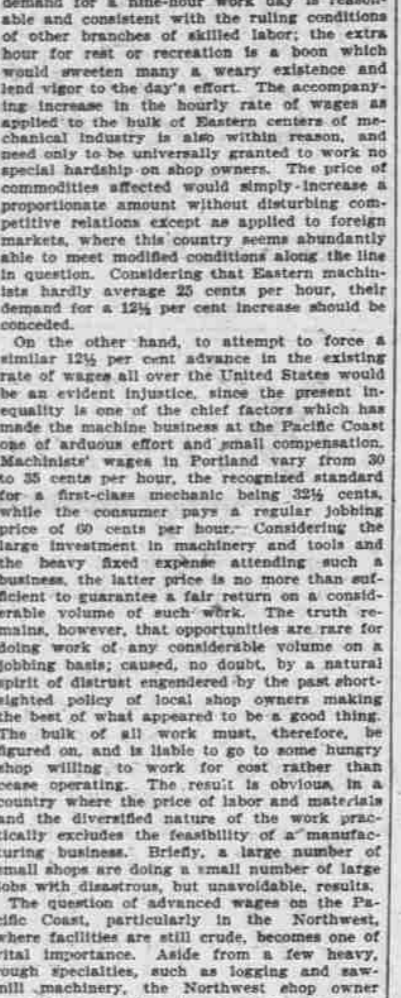 demand for a nine-hour work day is reason-
able and consistent with the ruling conditions
of other branches of skilled labor; the extra
hour for rest or recreation is a boon which
would sweeten many a weary existence and
lend vigor to the day's effort. The accompany-
ing increase in the hourly rate of wages as
applied to the bulk of Eastern centers of me-
chanical industry is also within reason, and
need only to be universally granted to work no
special hardship on shop owners. The price of
commodities affected would simply increase a
proportionate amount without disturbing com-
petitive relations except as applied to foreign
markets, where this country seems abundantly
able to meet modified conditions along the line
in question. Considering that Eastern machin-
ists hardly average 25 cents per hour, their
demand for a 12½ per cent increase should be
conceded.
On the other hand, to attempt to force a
similar 12½ per cent advance in the existing
rate of wages all over the United States would
be an evident injustice, since the present in-
equality is one of the chief factors which has
made the machine business at the Pacific Coast
one of arduous effort and small compensation.
Machinists' wages in Portland vary from 30
to 35 cents per hour, the recognized standard
for a first-class mechanic being 32½ cents,
while the consumer pays a regular jobbing
price of 60 cents per hour. Considering the
large investment in machinery and tools and
the heavy fixed expense attending such a
business, the latter price is no more than suf-
ficient to guarantee a fair return on a consid-
erable volume of such work. The truth re-
mains, however, that opportunities are rare for
doing work of any considerable volume on a
jobbing basis; caused, no doubt, by a natural
spirit of distrust engendered by the past short-
sighted policy of local shop owners making
the best of what appeared to be a good thing.
The bulk of all work must, therefore, be
figured on, and is liable to go to some hungry
shop willing to work for cost rather than
cease operating. The result is obvious, in a
country where the price of labor and materials
and the diversified nature of the work prac-
tically excludes the feasibility of a manufac-
turing business. Briefly, a large number of
small shops are doing a small number of large
jobs with disastrous, but unavoidable, results.
The question of advanced wages on the Pa-
cific Coast, particularly in the Northwest,
where facilities are still crude, becomes one of
vital importance. Aside from a few heavy,
rough specialties, such as logging and saw-
mill machinery, the Northwest shop owner